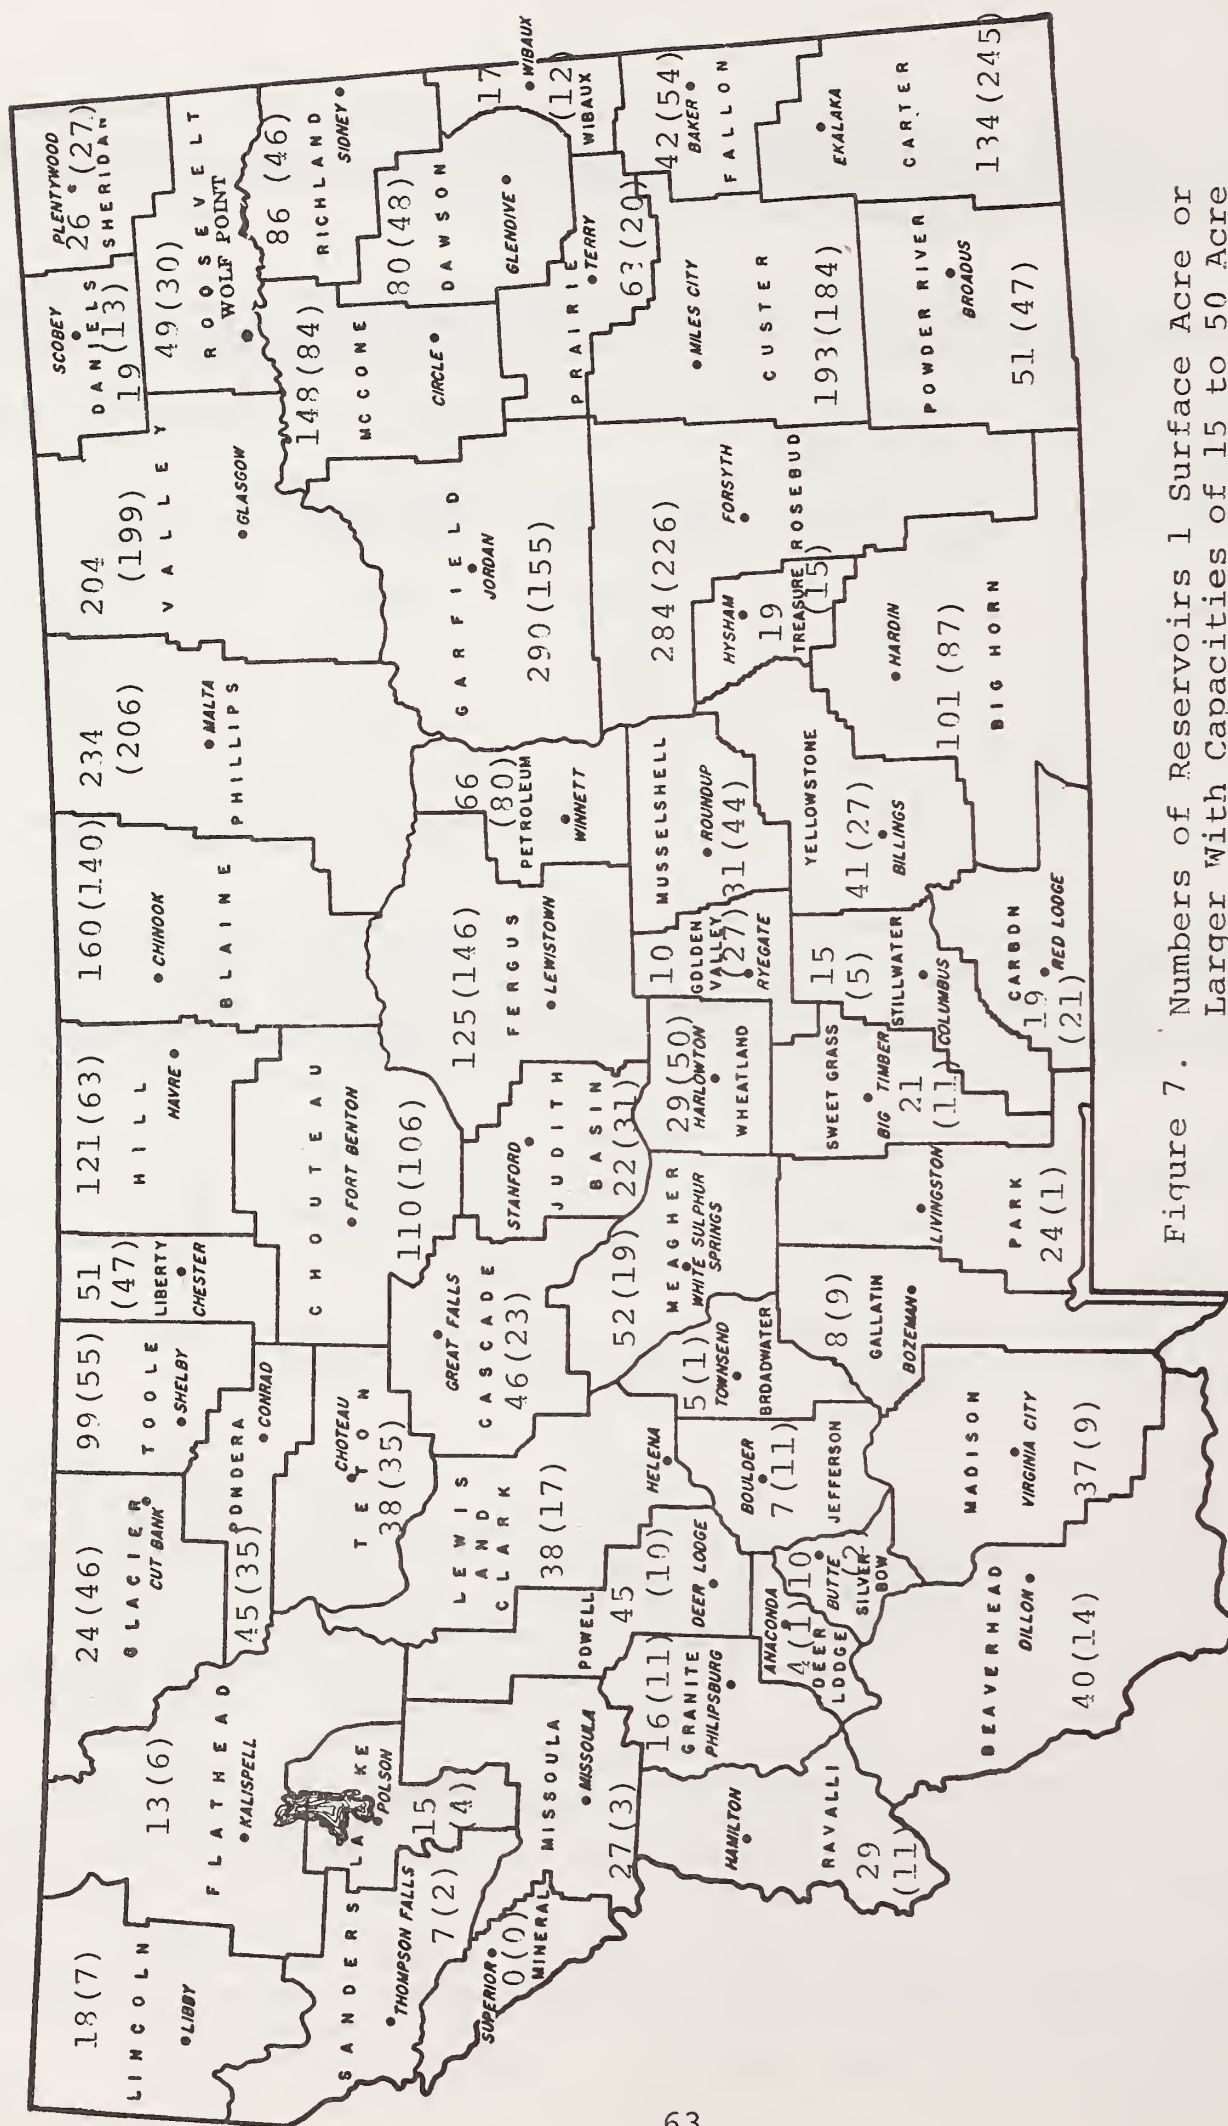 18(7)
LINCOLN
LIBBY
13(6)
FLATHEAD
KALISPELL
24(46)
GLACIER
CUT BANK
99(55)
TOOLE
SHELBY
51
(47)
LIBERTY
CHESTER
121(63)
HILL
HAVRE
160(140)
CHINOOK
BLAINE
234
(206)
MALTA
PHILLIPS
204
(199)
VALLEY
GLASGOW
SCOBEY
DANIELS
19(13)
PLENTYWOOD
26 (27)
SHERIDAN
49(30)
ROOSEVELT
WOLF POINT
PONDERA
45(35)
CONRAD
CHOTEAU
TETON
38(35)
CHOUTEAU
FORT BENTON
110(106)
SANDERS
THOMPSON FALLS
7(2)
LAKE
POLSON
15
(4)
SUPERIOR
0(0)
MINERAL
MISSOULA
MISSOULA
27(3)
POWELL
45
(10)
DEER LODGE
LEWIS
AND
CLARK
38(17)
HELENA
GREAT FALLS
CASCADE
46(23)
STANFORD
JUDITH
BASIN
22(31)
125(146)
FERGUS
LEWISTOWN
66
(80)
PETROLEUM
WINNETT
GARFIELD
JORDAN
290(155)
148(84)
MCCONE
CIRCLE
86 (46)
RICHLAND
SIDNEY
80(48)
DAWSON
GLENDIVE
17
WIBAUX
(12)
WIBAUX
PRAIRIE
TERRY
63(20)
42(54)
BAKER
FALLON
EKALAKA
CARTER
134(245)
MILES CITY
CUSTER
193(184)
POWDER RIVER
BROADUS
51(47)
284(226)
FORSYTH
ROSEBUD
HYSHAM
19
TREASURE
(15)
HARDIN
101(87)
BIG HORN
MUSSELSHELL
ROUNDUP
31(44)
YELLOWSTONE
41(27)
BILLINGS
10
GOLDEN
VALLEY
(27)
RYEGATE
15
(5)
STILLWATER
COLUMBUS
CARBON
19
RED LODGE
(21)
29(50)
HARLOWTON
WHEATLAND
SWEET GRASS
BIG TIMBER
21
(11)
52(19)
MEAGHER
WHITE SULPHUR
SPRINGS
LIVINGSTON
PARK
24(1)
5(1)
TOWNSEND
BROADWATER
8(9)
GALLATIN
BOZEMAN
BOULDER
7(11)
JEFFERSON
16(11)
GRANITE
PHILIPSBURG
ANACONDA
4(1)
DEER
LODGE
10
BUTTE
(2)
SILVER
BOW
HAMILTON
RAVALLI
29
(11)
BEAVERHEAD
DILLON
40(14)
MADISON
VIRGINIA CITY
37(9)
Figure 7. Numbers of Reservoirs 1 Surface Acre or
Larger With Capacities of 15 to 50 Acre
63